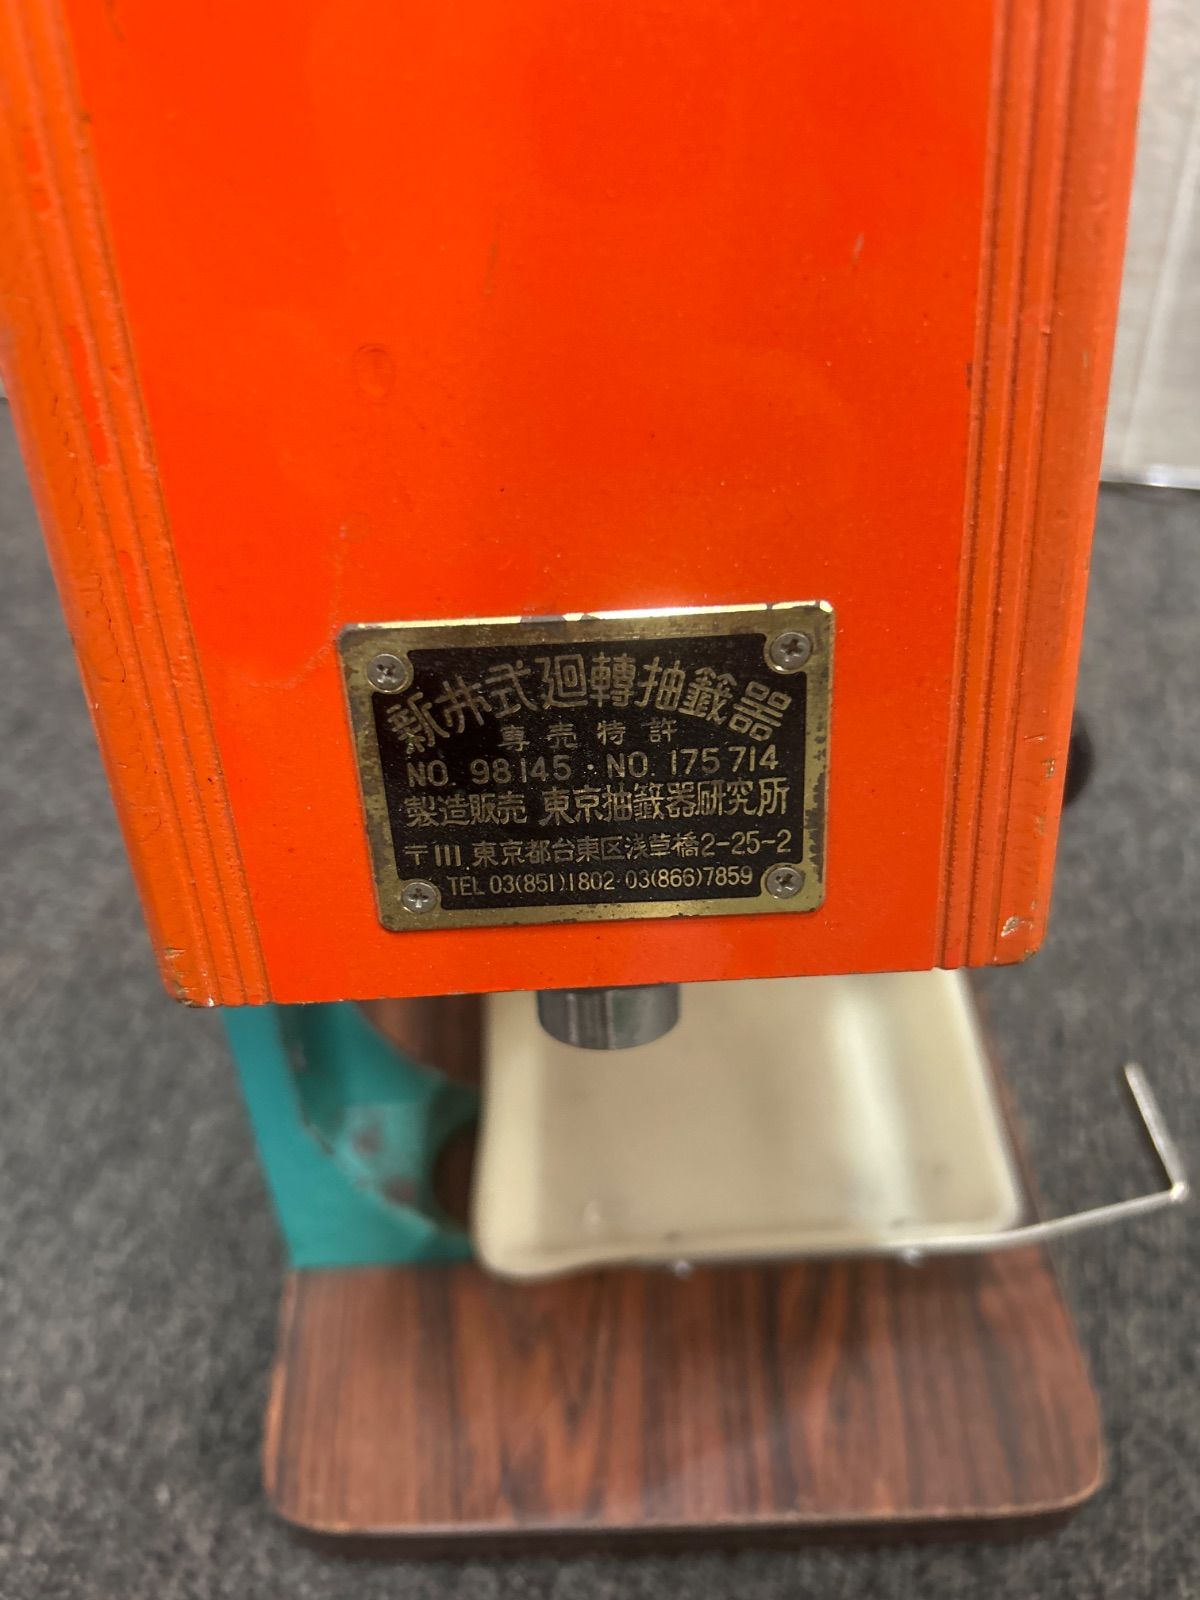 新井式廻轉抽籤器
専売特許
NO. 98145・NO. 175714
製造販売 東京抽籤器研究所
〒111 東京都台東区浅草橋2-25-2
TEL 03(851)1802・03(866)7859